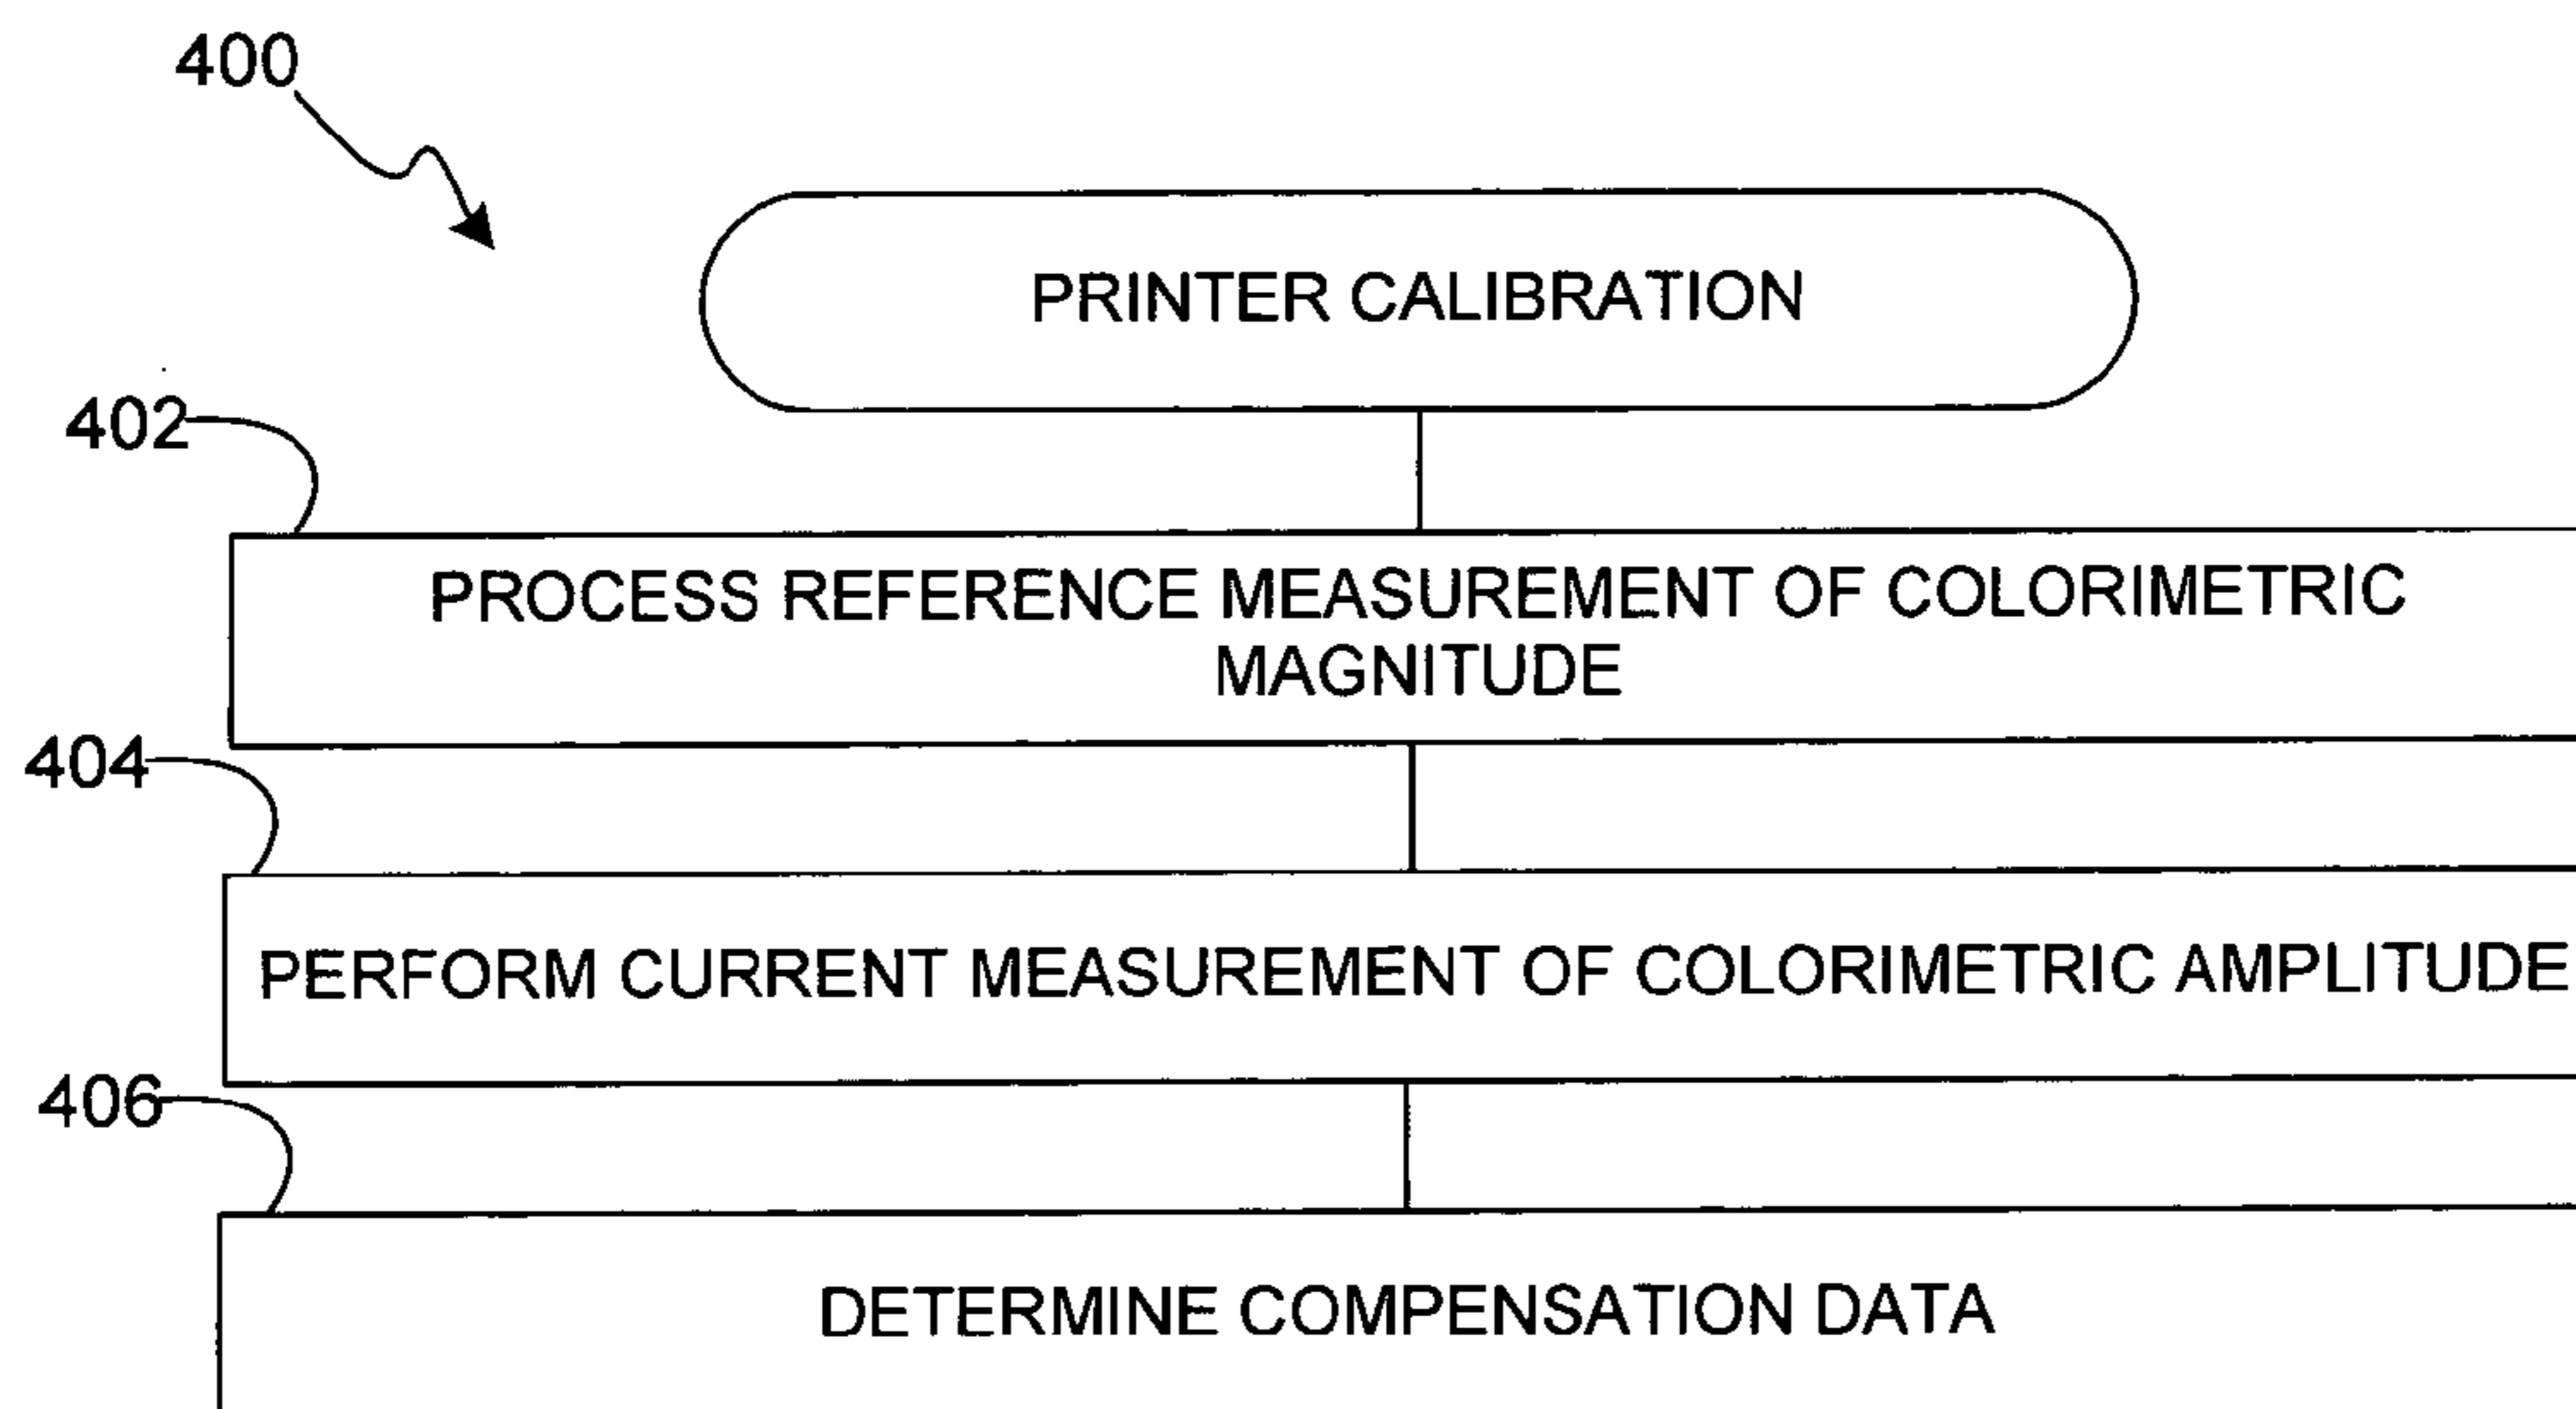 400
PRINTER CALIBRATION
402
PROCESS REFERENCE MEASUREMENT OF COLORIMETRIC
MAGNITUDE
404
PERFORM CURRENT MEASUREMENT OF COLORIMETRIC AMPLITUDE
406
DETERMINE COMPENSATION DATA